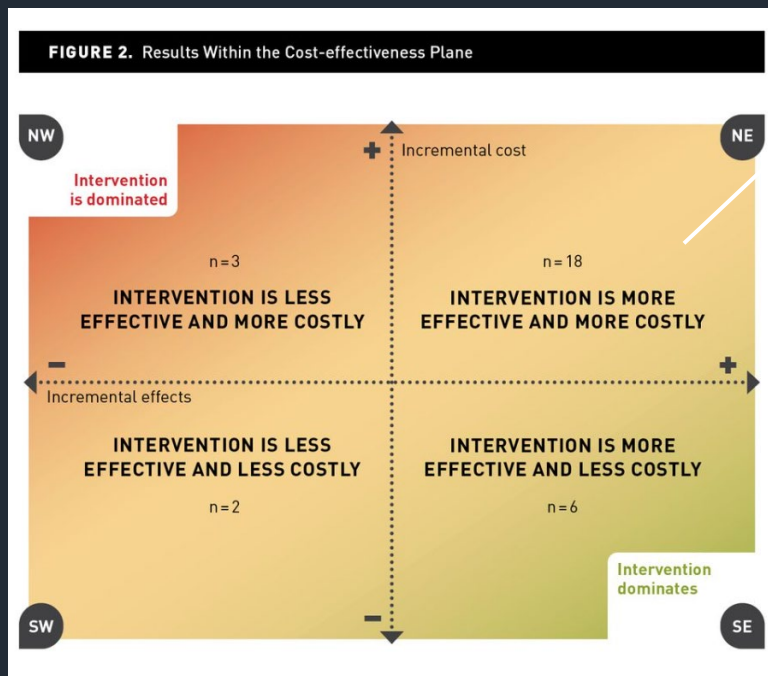 FIGURE 2. Results Within the Cost-effectiveness Plane
NW
NE
+ Incremental cost
Intervention
is dominated
n=3
INTERVENTION IS LESS
EFFECTIVE AND MORE COSTLY
n=18
INTERVENTION IS MORE
EFFECTIVE AND MORE COSTLY
− +
Incremental effects
INTERVENTION IS LESS
EFFECTIVE AND LESS COSTLY
n=2
INTERVENTION IS MORE
EFFECTIVE AND LESS COSTLY
n=6
Intervention
dominates
−
SW
SE